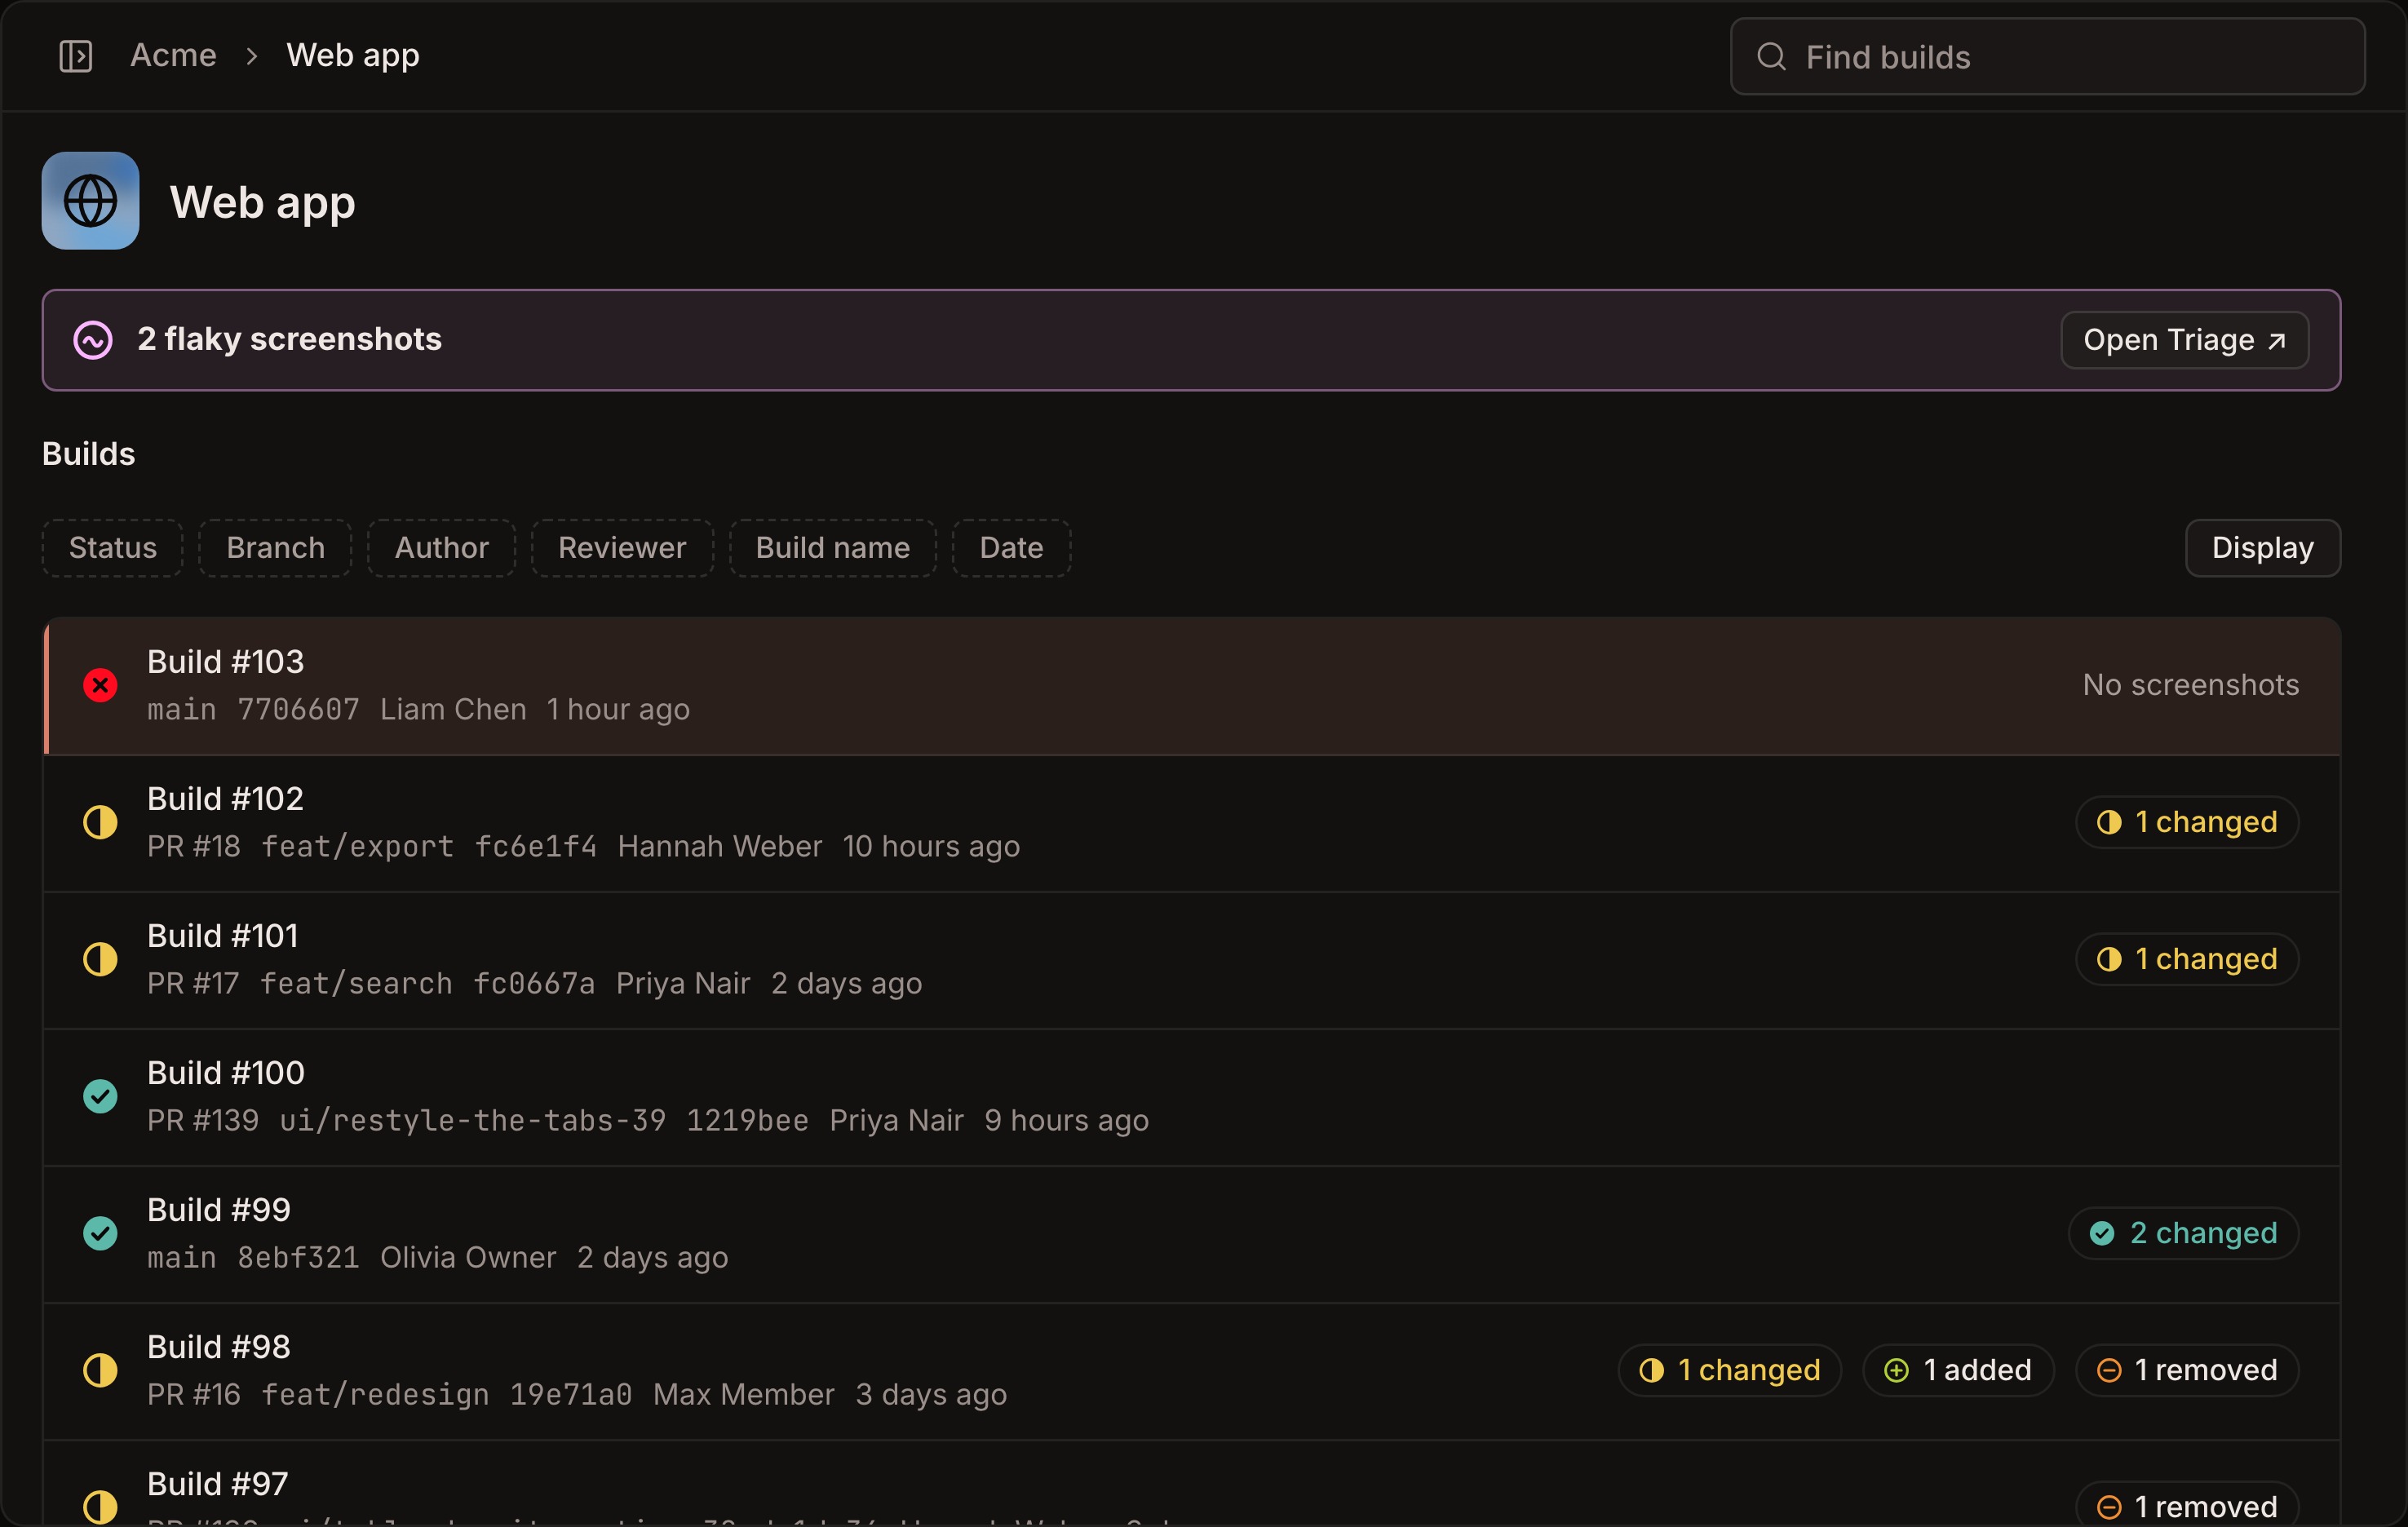 Acme > Web app
Find builds
Web app
2 flaky screenshots
Open Triage ↗
Builds
Status Branch Author Reviewer Build name Date
Display
Build #103
main 7706607 Liam Chen 1 hour ago
No screenshots
Build #102
PR #18 feat/export fc6e1f4 Hannah Weber 10 hours ago
1 changed
Build #101
PR #17 feat/search fc0667a Priya Nair 2 days ago
1 changed
Build #100
PR #139 ui/restyle-the-tabs-39 1219bee Priya Nair 9 hours ago
Build #99
main 8ebf321 Olivia Owner 2 days ago
2 changed
Build #98
PR #16 feat/redesign 19e71a0 Max Member 3 days ago
1 changed 1 added 1 removed
Build #97
1 removed